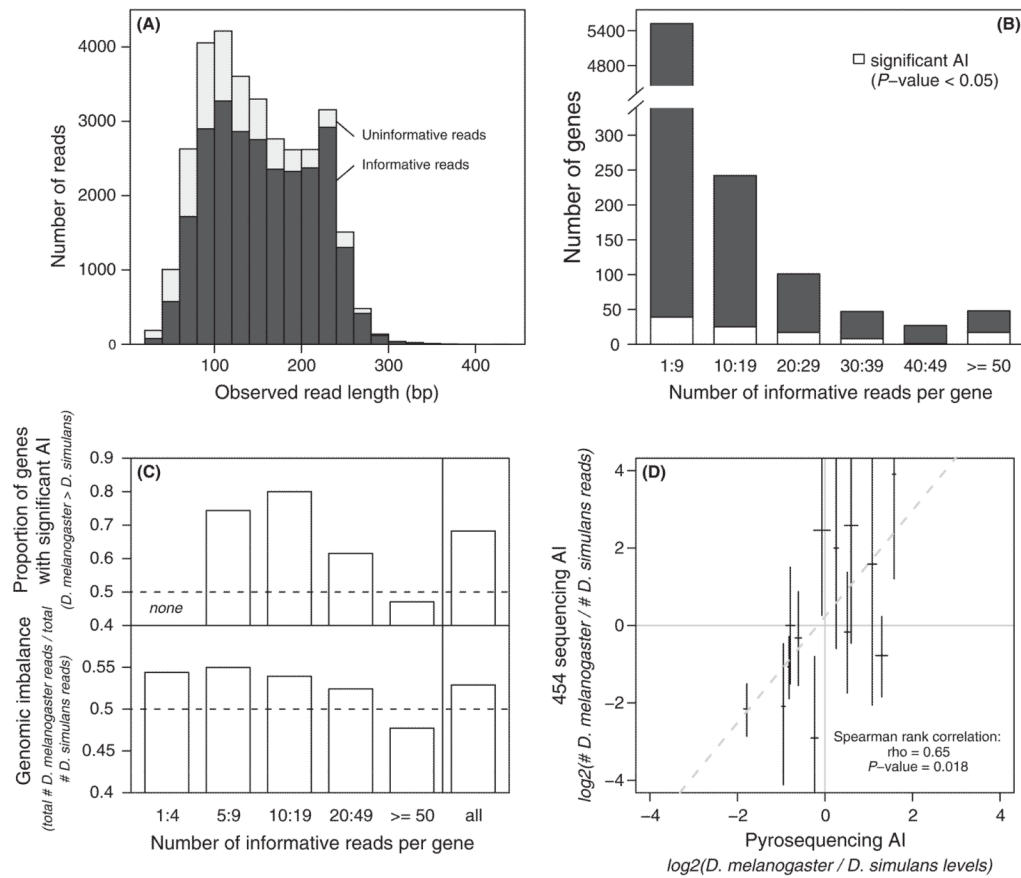 (A)
4000
3000
2000
1000
0
Number of reads
Uninformative reads
Informative reads
100
200
300
400
Observed read length (bp)
(B)
5400
4800
300
250
200
150
100
50
0
Number of genes
significant AI
(P–value < 0.05)
1:9
10:19
20:29
30:39
40:49
>= 50
Number of informative reads per gene
(C)
0.9
0.8
0.7
0.6
0.5
0.4
Proportion of genes
with significant AI
(D. melanogaster > D. simulans)
none
0.55
0.5
0.45
0.4
Genomic imbalance
(total # D. melanogaster reads / total
# D. simulans reads)
1:4
5:9
10:19
20:49
>= 50
all
Number of informative reads per gene
(D)
4
2
0
−2
−4
454 sequencing AI
log2(# D. melanogaster / # D. simulans reads)
Spearman rank correlation:
rho = 0.65
P–value = 0.018
−4
−2
0
2
4
Pyrosequencing AI
log2(D. melanogaster / D. simulans levels)